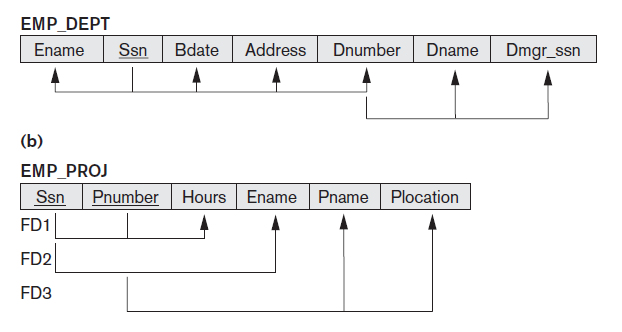 EMP_DEPT
Ename Ssn Bdate Address Dnumber Dname Dmgr_ssn
(b)
EMP_PROJ
Ssn Pnumber Hours Ename Pname Plocation
FD1
FD2
FD3